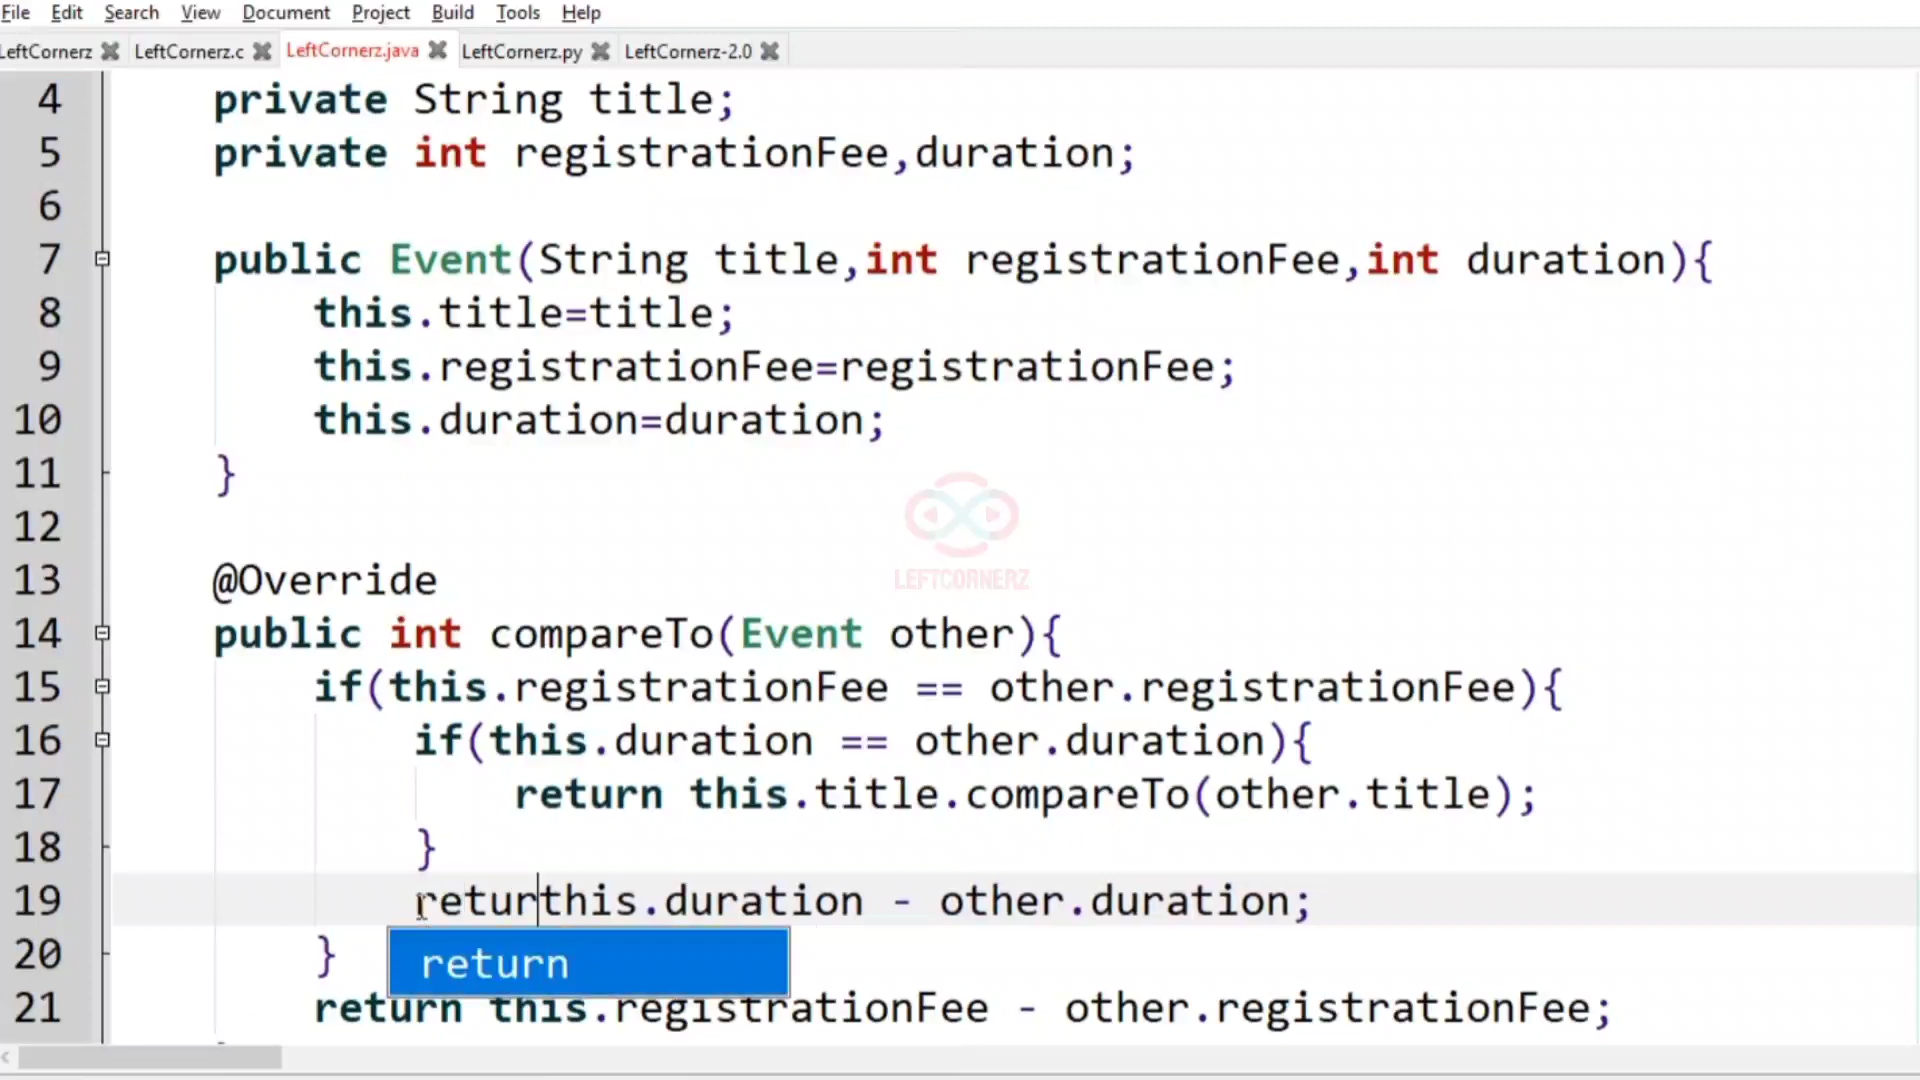 File Edit Search View Document Project Build Tools Help
LeftCornerz LeftCornerz.c LeftCornerz.java LeftCornerz.py LeftCornerz-2.0
4 private String title;
5 private int registrationFee,duration;
6
7 public Event(String title,int registrationFee,int duration){
8 this.title=title;
9 this.registrationFee=registrationFee;
10 this.duration=duration;
11 }
12
LEFTCORNERZ
13 @Override
14 public int compareTo(Event other){
15 if(this.registrationFee == other.registrationFee){
16 if(this.duration == other.duration){
17 return this.title.compareTo(other.title);
18 }
19 returthis.duration - other.duration;
20 }
return
21 return this.registrationFee - other.registrationFee;